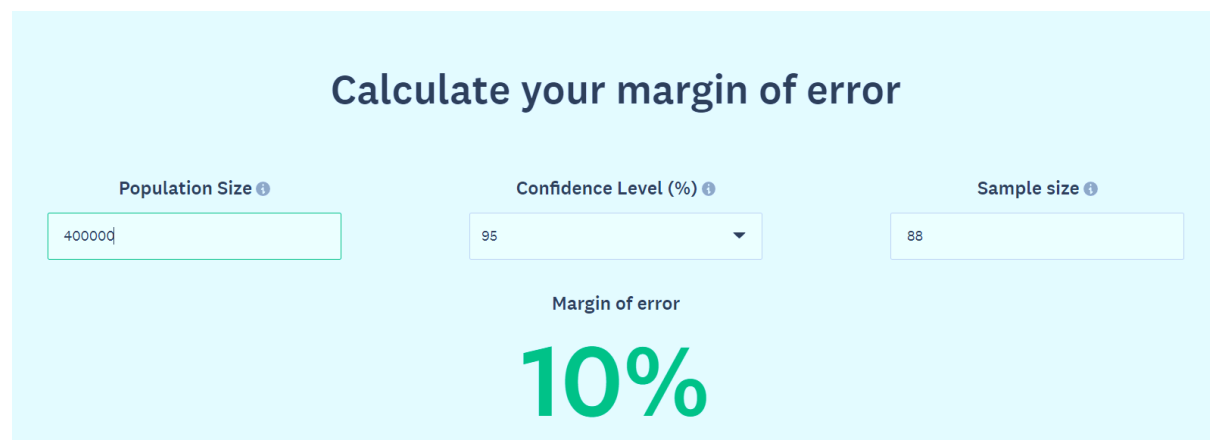 Calculate your margin of error
Population Size Confidence Level (%) Sample size
400000 95 88
Margin of error
10%